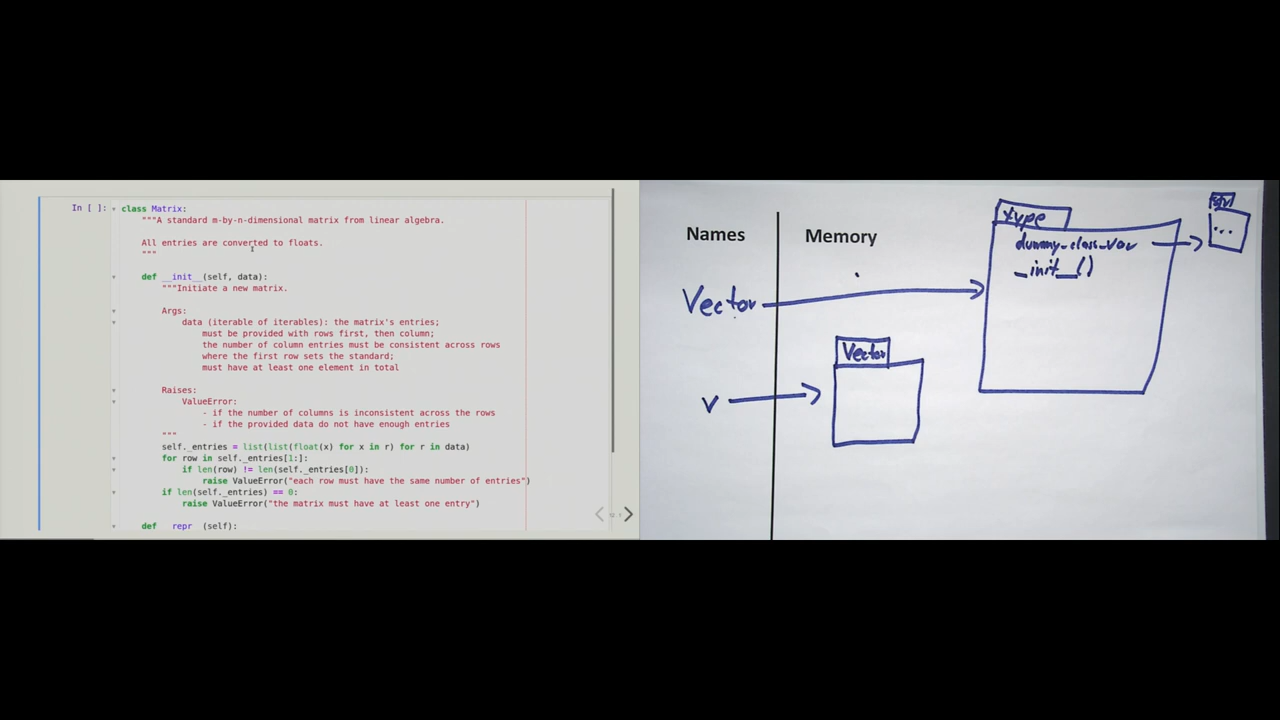 In [ ]: class Matrix:
"""A standard m-by-n-dimensional matrix from linear algebra.
All entries are converted to floats.
"""
def __init__(self, data):
"""Initiate a new matrix.
Args:
data (iterable of iterables): the matrix's entries;
must be provided with rows first, then column;
the number of column entries must be consistent across rows
where the first row sets the standard;
must have at least one element in total
Raises:
ValueError:
- if the number of columns is inconsistent across the rows
- if the provided data do not have enough entries
"""
self._entries = list(list(float(x) for x in r) for r in data)
for row in self._entries[1:]:
if len(row) != len(self._entries[0]):
raise ValueError("each row must have the same number of entries")
if len(self._entries) == 0:
raise ValueError("the matrix must have at least one entry")
def __repr__(self):
Names
Memory
type
dummy_class_var
...
_init__()
Vector
Vector
v